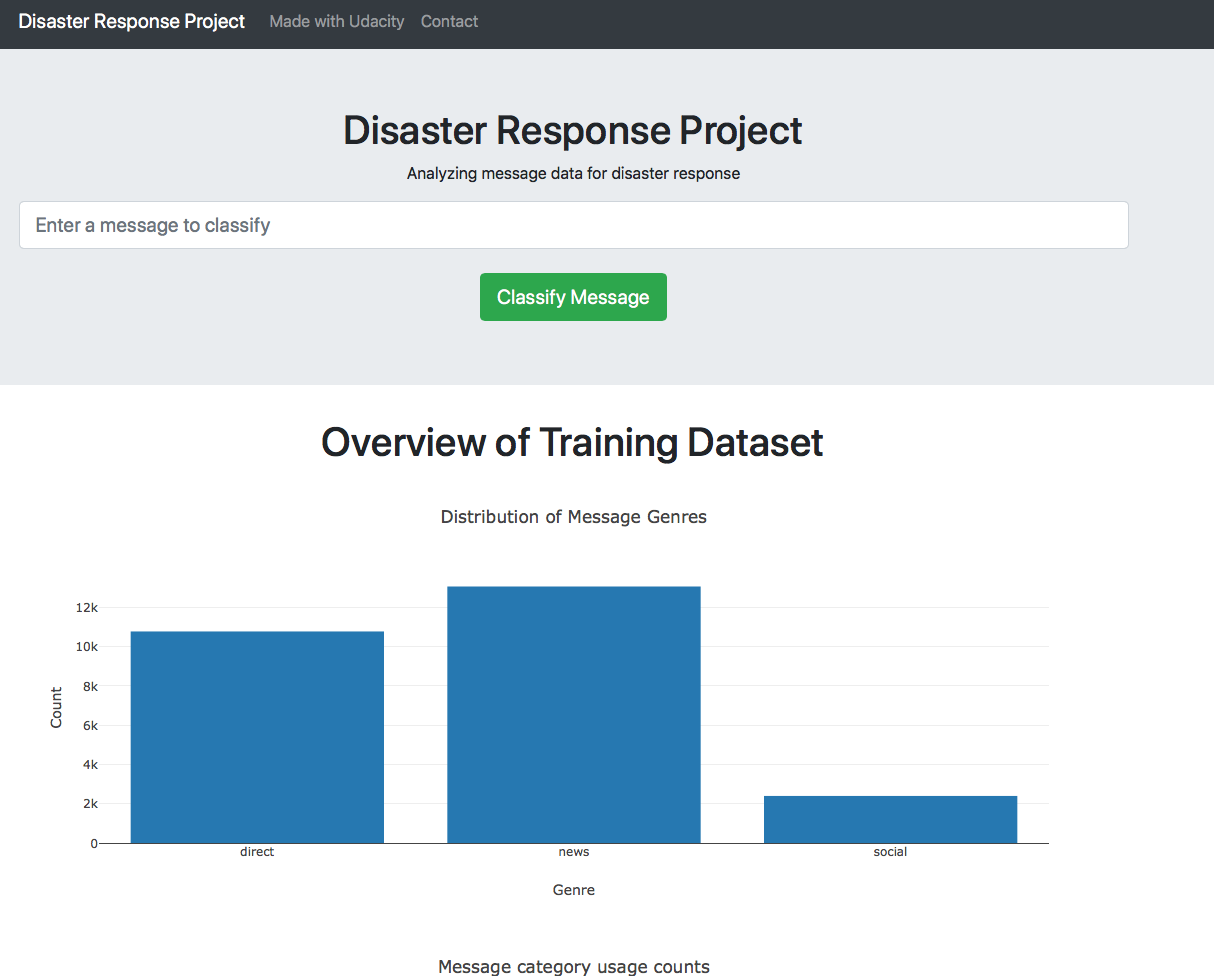 Disaster Response Project Made with Udacity Contact
Disaster Response Project
Analyzing message data for disaster response
Enter a message to classify
Classify Message
Overview of Training Dataset
Distribution of Message Genres
12k
10k
8k
6k
4k
2k
0
Count
direct news social
Genre
Message category usage counts